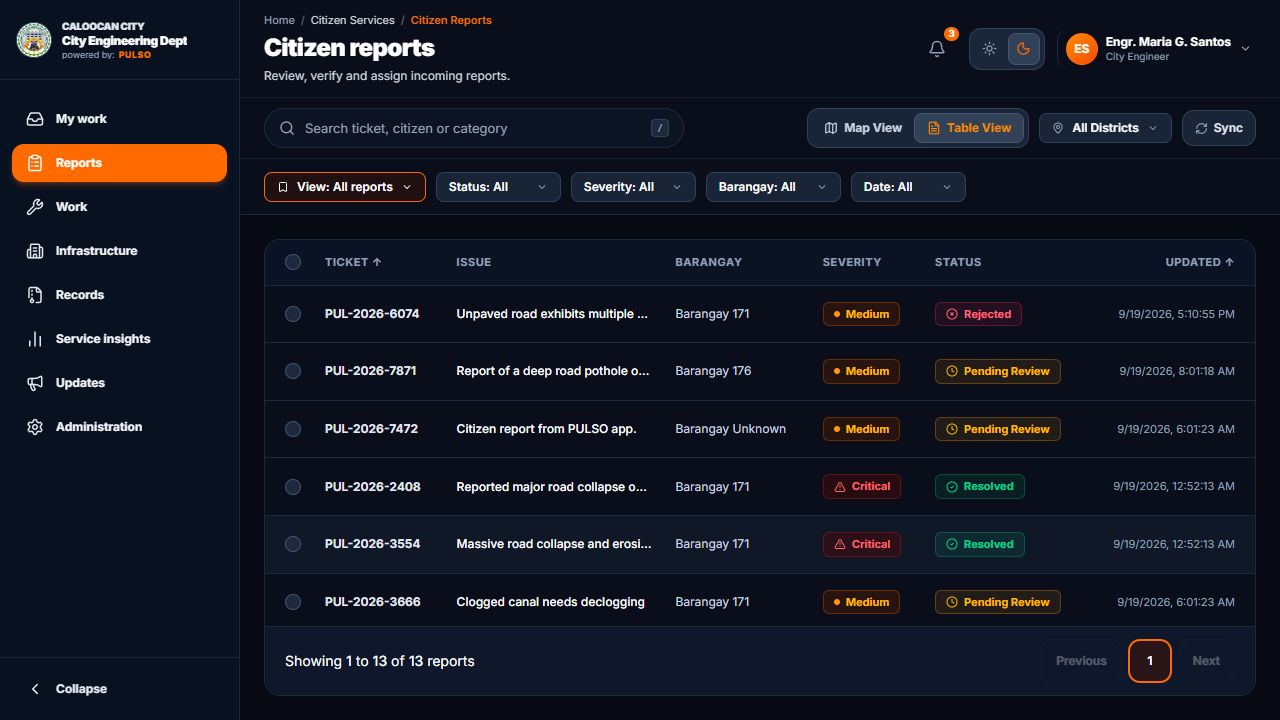 CALOOCAN CITY
City Engineering Dept
powered by: PULSO
My work
Reports
Work
Infrastructure
Records
Service insights
Updates
Administration
Collapse
Home / Citizen Services / Citizen Reports
Citizen reports
Review, verify and assign incoming reports.
3
ES
Engr. Maria G. Santos
City Engineer
Search ticket, citizen or category
/
Map View
Table View
All Districts
Sync
View: All reports
Status: All
Severity: All
Barangay: All
Date: All
TICKET ↑ ISSUE BARANGAY SEVERITY STATUS UPDATED ↑
PUL-2026-6074 Unpaved road exhibits multiple ... Barangay 171 Medium Rejected 9/19/2026, 5:10:55 PM
PUL-2026-7871 Report of a deep road pothole o... Barangay 176 Medium Pending Review 9/19/2026, 8:01:18 AM
PUL-2026-7472 Citizen report from PULSO app. Barangay Unknown Medium Pending Review 9/19/2026, 6:01:23 AM
PUL-2026-2408 Reported major road collapse o... Barangay 171 Critical Resolved 9/19/2026, 12:52:13 AM
PUL-2026-3554 Massive road collapse and erosi... Barangay 171 Critical Resolved 9/19/2026, 12:52:13 AM
PUL-2026-3666 Clogged canal needs declogging Barangay 171 Medium Pending Review 9/19/2026, 6:01:23 AM
Showing 1 to 13 of 13 reports
Previous 1 Next